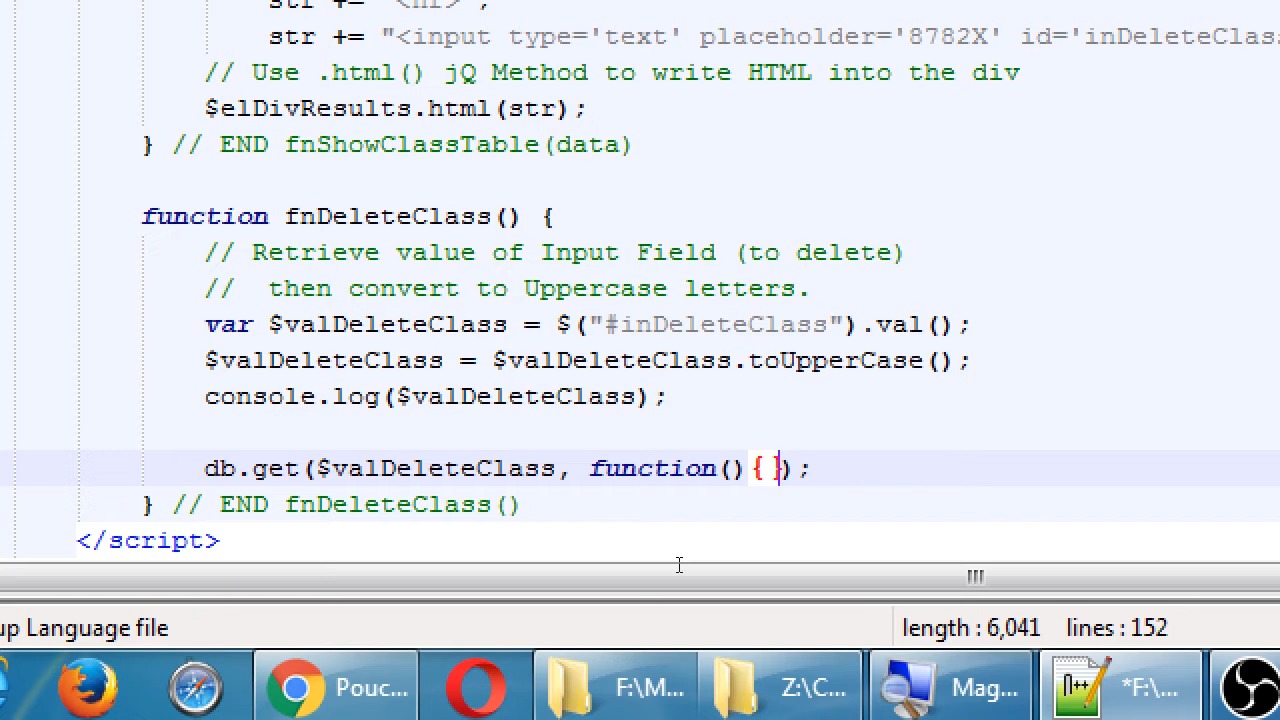 str += "<hr>";
str += "<input type='text' placeholder='8782X' id='inDeleteClas
// Use .html() jQ Method to write HTML into the div
$elDivResults.html(str);
} // END fnShowClassTable(data)
function fnDeleteClass() {
// Retrieve value of Input Field (to delete)
//  then convert to Uppercase letters.
var $valDeleteClass = $("#inDeleteClass").val();
$valDeleteClass = $valDeleteClass.toUpperCase();
console.log($valDeleteClass);
db.get($valDeleteClass, function(){});
} // END fnDeleteClass()
</script>
up Language file length : 6,041 lines : 152
Pouc... F:\M... Z:\C... Mag... *F:\...